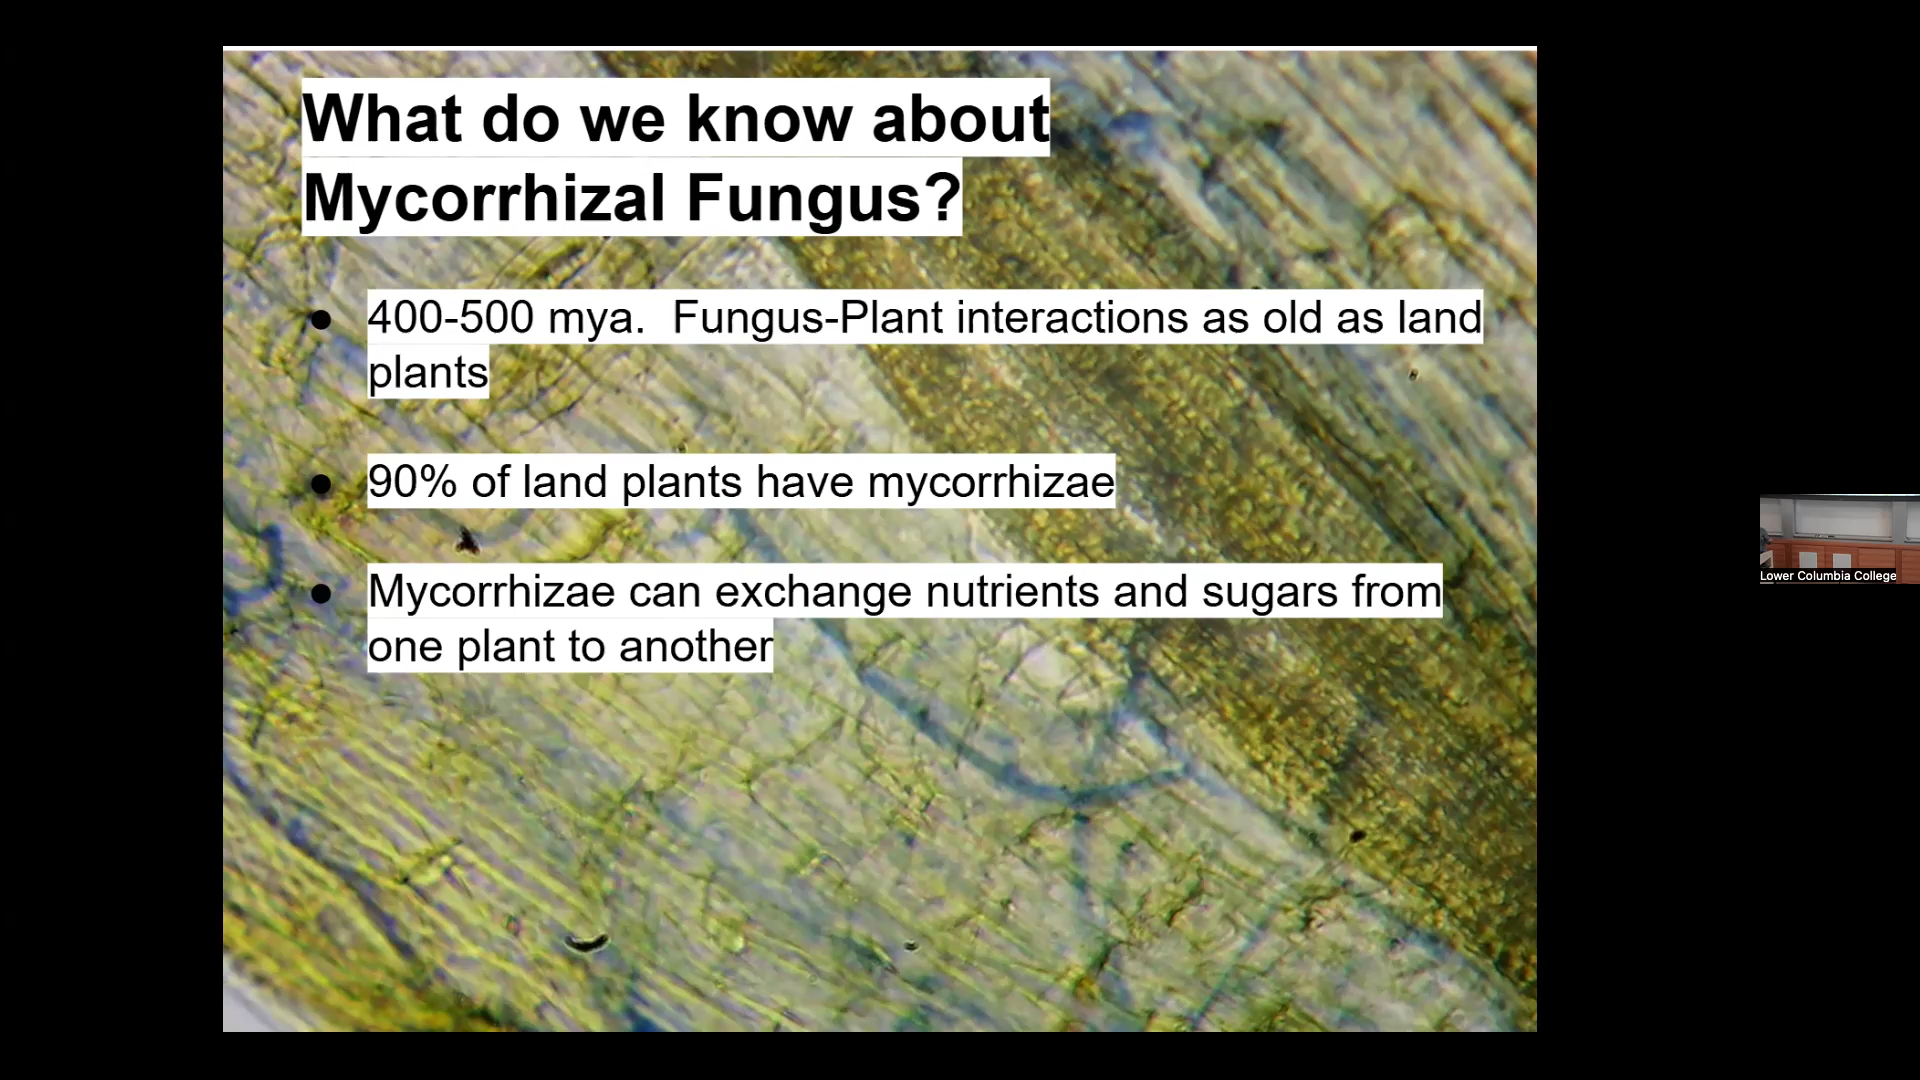 What do we know about
Mycorrhizal Fungus?
● 400-500 mya.  Fungus-Plant interactions as old as land
plants
● 90% of land plants have mycorrhizae
● Mycorrhizae can exchange nutrients and sugars from
one plant to another
Lower Columbia College